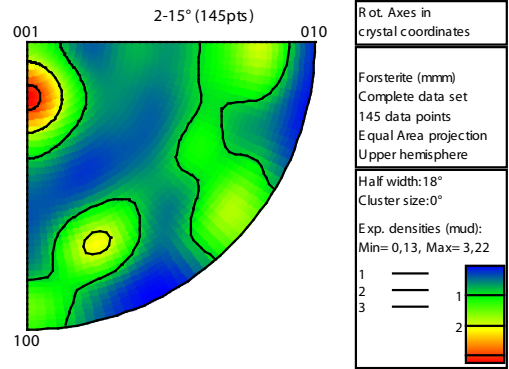 2-15° (145pts)
001
010
100
Rot. Axes in
crystal coordinates
Forsterite (mmm)
Complete data set
145 data points
Equal Area projection
Upper hemisphere
Half width:18°
Cluster size:0°
Exp. densities (mud):
Min= 0,13, Max= 3,22
1
2
3
1
2